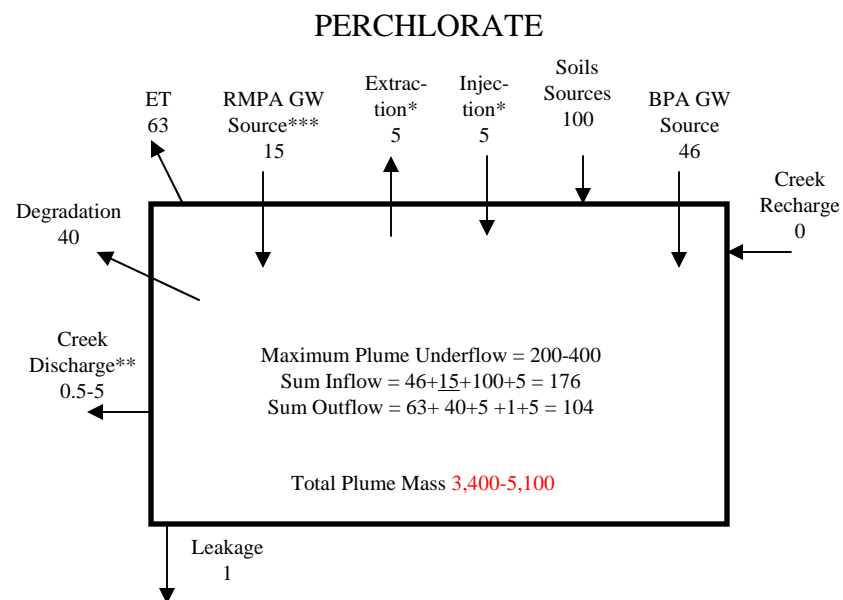 PERCHLORATE
ET
63
RMPA GW
Source***
15
Extrac-
tion*
5
Injec-
tion*
5
Soils
Sources
100
BPA GW
Source
46
Creek
Recharge
0
Degradation
40
Creek
Discharge**
0.5-5
Maximum Plume Underflow = 200-400
Sum Inflow = 46+15+100+5 = 176
Sum Outflow = 63+ 40+5 +1+5 = 104
Total Plume Mass 3,400-5,100
Leakage
1